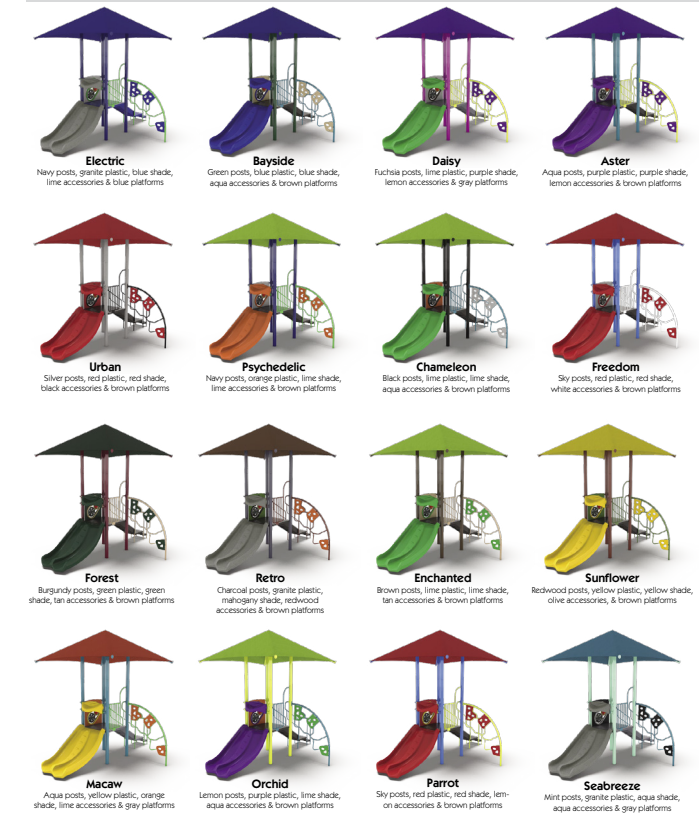 Electric
Navy posts, granite plastic, blue shade,
lime accessories & blue platforms
Bayside
Green posts, blue plastic, blue shade,
aqua accessories & brown platforms
Daisy
Fuchsia posts, lime plastic, purple shade,
lemon accessories & gray platforms
Aster
Aqua posts, purple plastic, purple shade,
lemon accessories & brown platforms
Urban
Silver posts, red plastic, red shade,
black accessories & brown platforms
Psychedelic
Navy posts, orange plastic, lime shade,
lime accessories & brown platforms
Chameleon
Black posts, lime plastic, lime shade,
aqua accessories & brown platforms
Freedom
Sky posts, red plastic, red shade,
white accessories & brown platforms
Forest
Burgundy posts, green plastic, green
shade, tan accessories & brown platforms
Retro
Charcoal posts, granite plastic,
mahogany shade, redwood
accessories & brown platforms
Enchanted
Brown posts, lime plastic, lime shade,
tan accessories & brown platforms
Sunflower
Redwood posts, yellow plastic, yellow shade,
olive accessories, & brown platforms
Macaw
Aqua posts, yellow plastic, orange
shade, lime accessories & gray platforms
Orchid
Lemon posts, purple plastic, lime shade,
aqua accessories & brown platforms
Parrot
Sky posts, red plastic, red shade, lem-
on accessories & brown platforms
Seabreeze
Mint posts, granite plastic, aqua shade,
aqua accessories & gray platforms